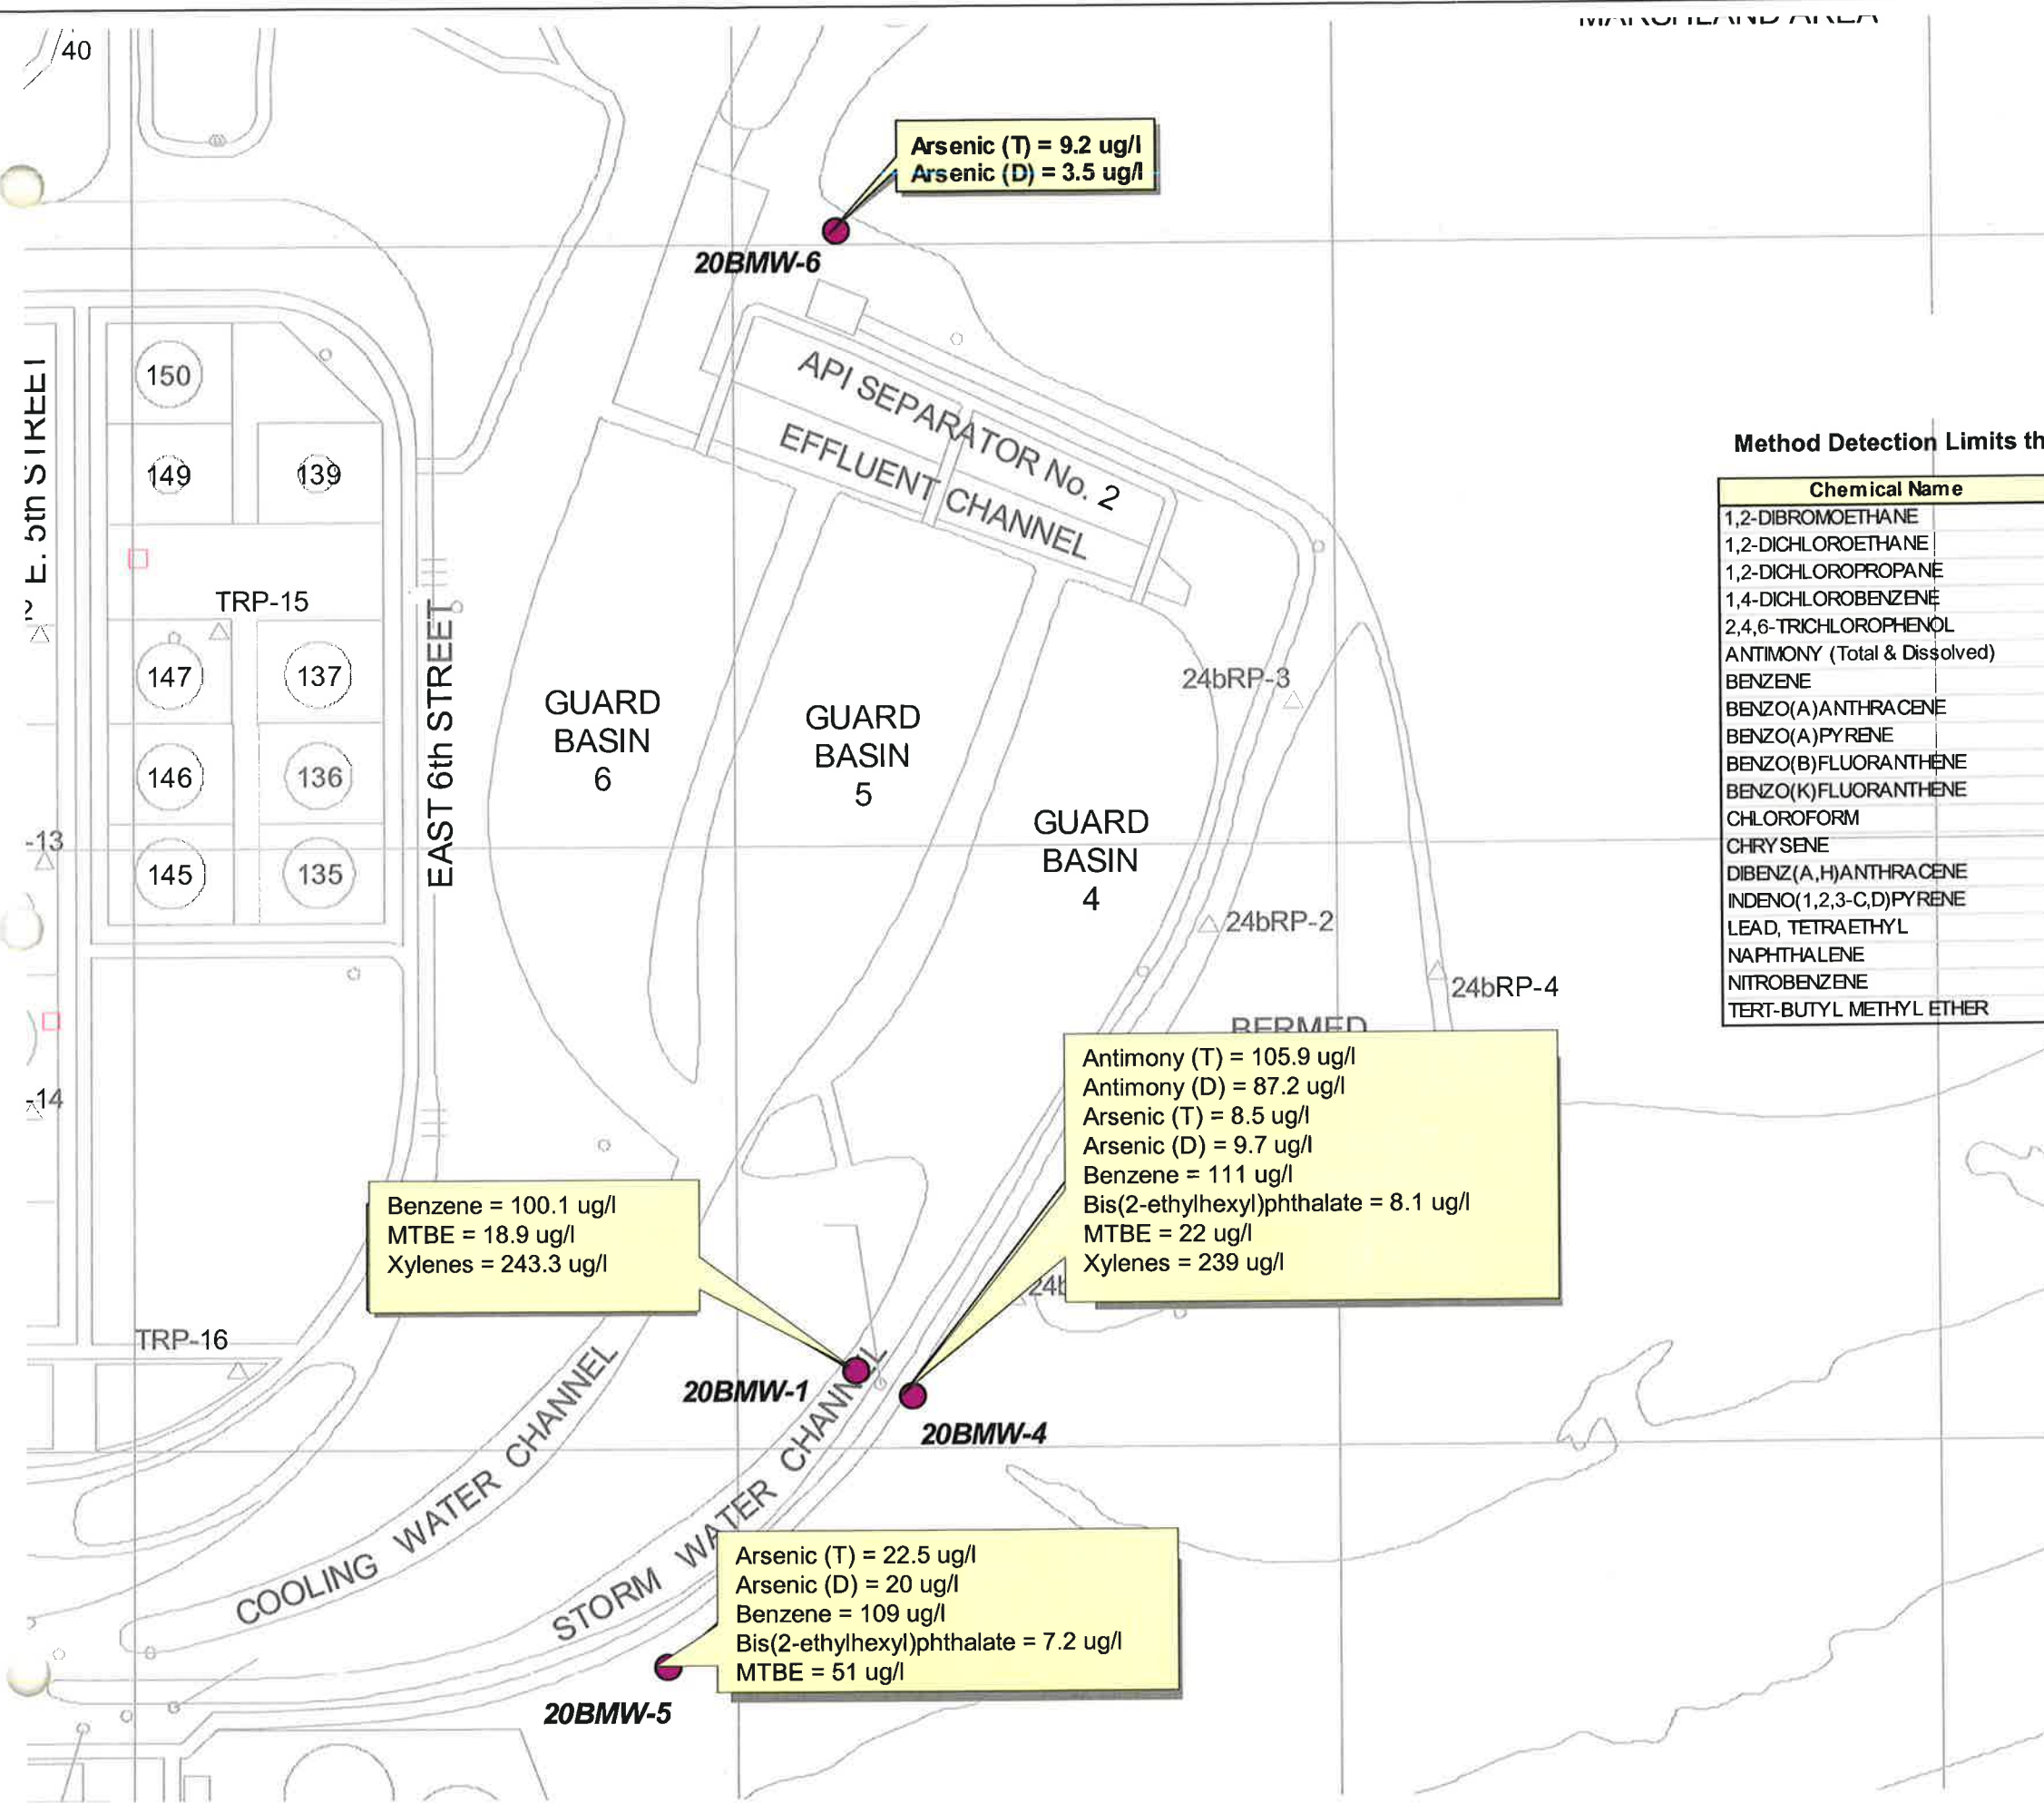 MARSHLAND AREA
40
Arsenic (T) = 9.2 ug/l
Arsenic (D) = 3.5 ug/l
20BMW-6
E. 5th STREET
150
149
139
API SEPARATOR No. 2
EFFLUENT CHANNEL
TRP-15
147
137
146
136
145
135
EAST 6th STREET
-13
-14
GUARD
BASIN
6
GUARD
BASIN
5
GUARD
BASIN
4
24bRP-3
24bRP-2
24bRP-4
BERMED
Method Detection Limits th
Chemical Name
1,2-DIBROMOETHANE
1,2-DICHLOROETHANE
1,2-DICHLOROPROPANE
1,4-DICHLOROBENZENE
2,4,6-TRICHLOROPHENOL
ANTIMONY (Total & Dissolved)
BENZENE
BENZO(A)ANTHRACENE
BENZO(A)PYRENE
BENZO(B)FLUORANTHENE
BENZO(K)FLUORANTHENE
CHLOROFORM
CHRYSENE
DIBENZ(A,H)ANTHRACENE
INDENO(1,2,3-C,D)PYRENE
LEAD, TETRAETHYL
NAPHTHALENE
NITROBENZENE
TERT-BUTYL METHYL ETHER
Antimony (T) = 105.9 ug/l
Antimony (D) = 87.2 ug/l
Arsenic (T) = 8.5 ug/l
Arsenic (D) = 9.7 ug/l
Benzene = 111 ug/l
Bis(2-ethylhexyl)phthalate = 8.1 ug/l
MTBE = 22 ug/l
Xylenes = 239 ug/l
Benzene = 100.1 ug/l
MTBE = 18.9 ug/l
Xylenes = 243.3 ug/l
TRP-16
20BMW-1
20BMW-4
COOLING WATER CHANNEL
STORM WATER CHANNEL
Arsenic (T) = 22.5 ug/l
Arsenic (D) = 20 ug/l
Benzene = 109 ug/l
Bis(2-ethylhexyl)phthalate = 7.2 ug/l
MTBE = 51 ug/l
20BMW-5